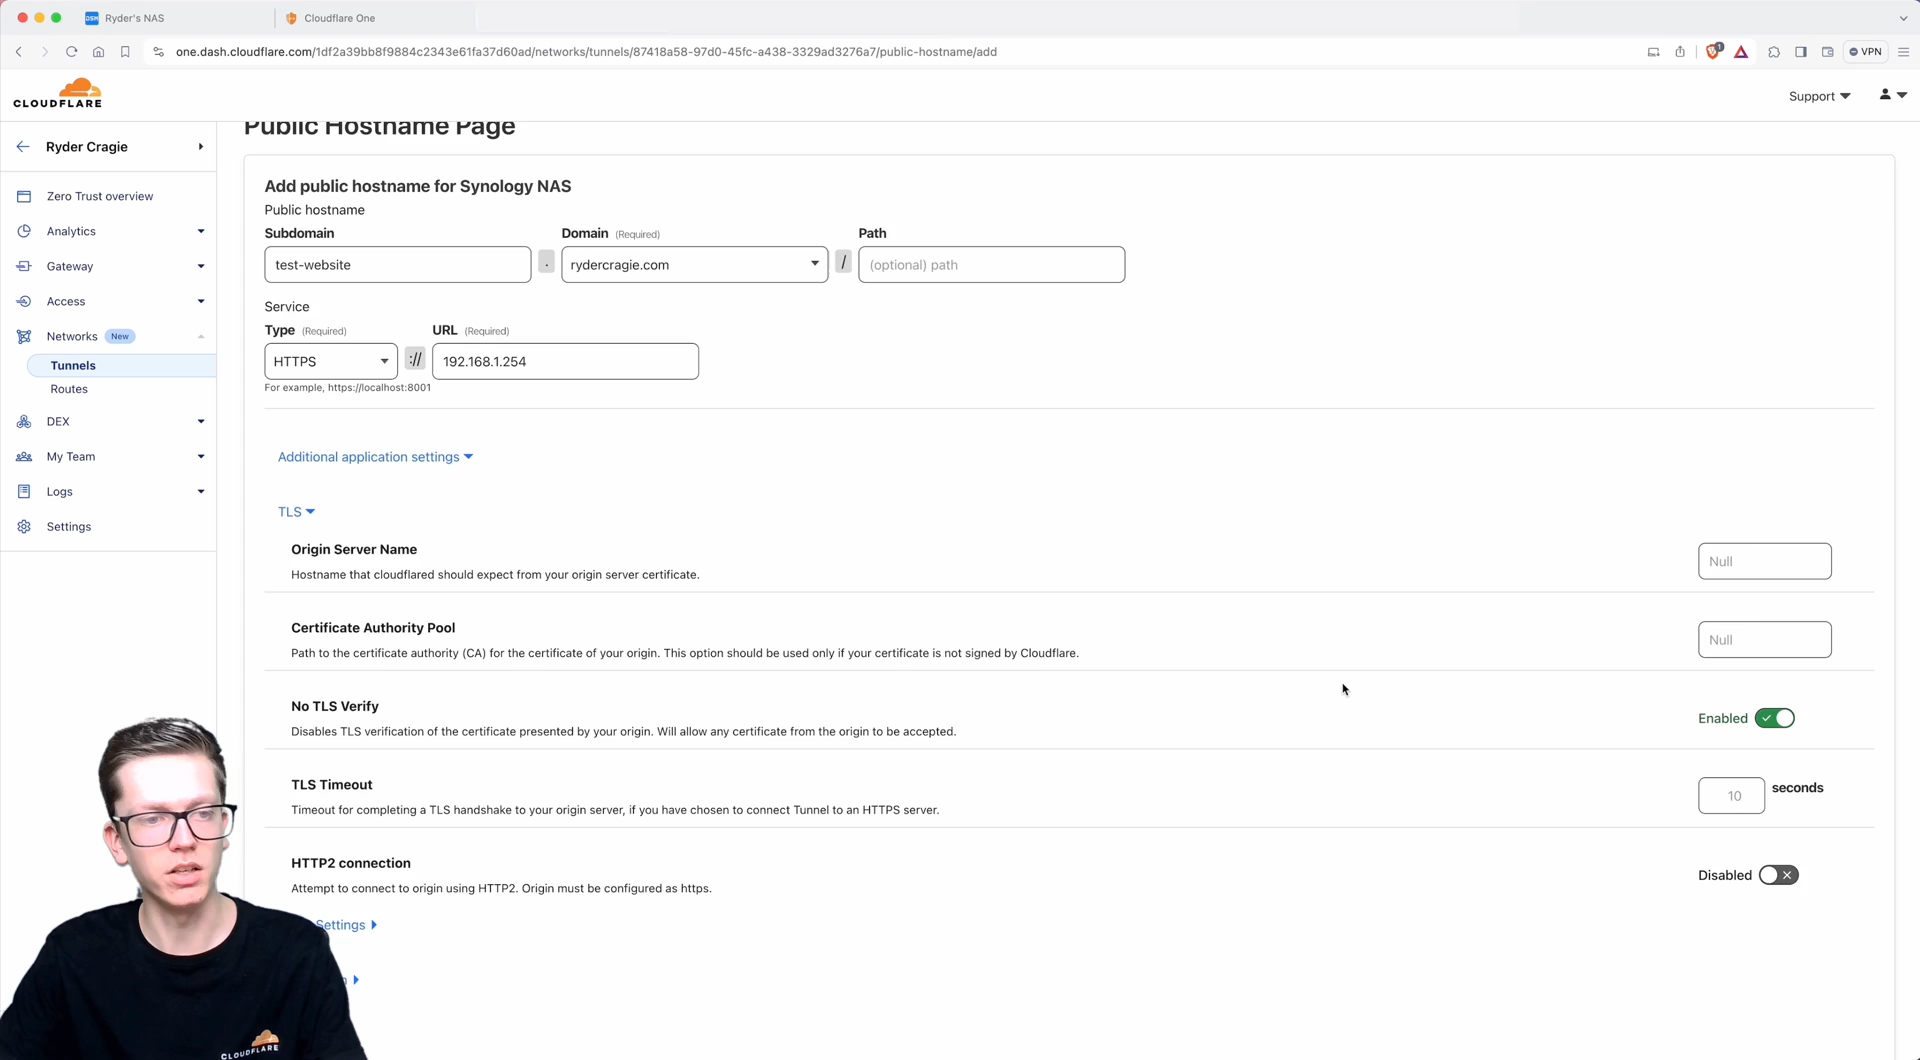 Ryder's NAS
Cloudflare One
one.dash.cloudflare.com/1df2a39bb8f9884c2343e61fa37d60ad/networks/tunnels/87418a58-97d0-45fc-a438-3329ad3276a7/public-hostname/add
1
VPN
CLOUDFLARE
Support
Ryder Cragie
Zero Trust overview
Analytics
Gateway
Access
Networks New
Tunnels
Routes
DEX
My Team
Logs
Settings
Public Hostname Page
Add public hostname for Synology NAS
Public hostname
Subdomain Domain (Required) Path
test-website . rydercragie.com / (optional) path
Service
Type (Required) URL (Required)
HTTPS :// 192.168.1.254
For example, https://localhost:8001
Additional application settings
TLS
Origin Server Name
Hostname that cloudflared should expect from your origin server certificate.
Null
Certificate Authority Pool
Path to the certificate authority (CA) for the certificate of your origin. This option should be used only if your certificate is not signed by Cloudflare.
Null
No TLS Verify
Disables TLS verification of the certificate presented by your origin. Will allow any certificate from the origin to be accepted.
Enabled
TLS Timeout
Timeout for completing a TLS handshake to your origin server, if you have chosen to connect Tunnel to an HTTPS server.
10 seconds
HTTP2 connection
Attempt to connect to origin using HTTP2. Origin must be configured as https.
Disabled
Settings
CLOUDFLARE